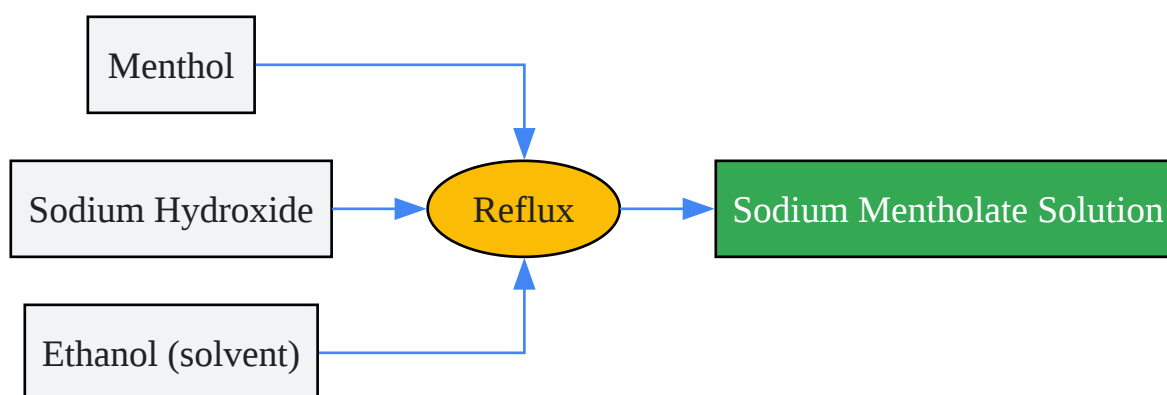 Menthol
Sodium Hydroxide
Reflux
Sodium Mentholate Solution
Ethanol (solvent)